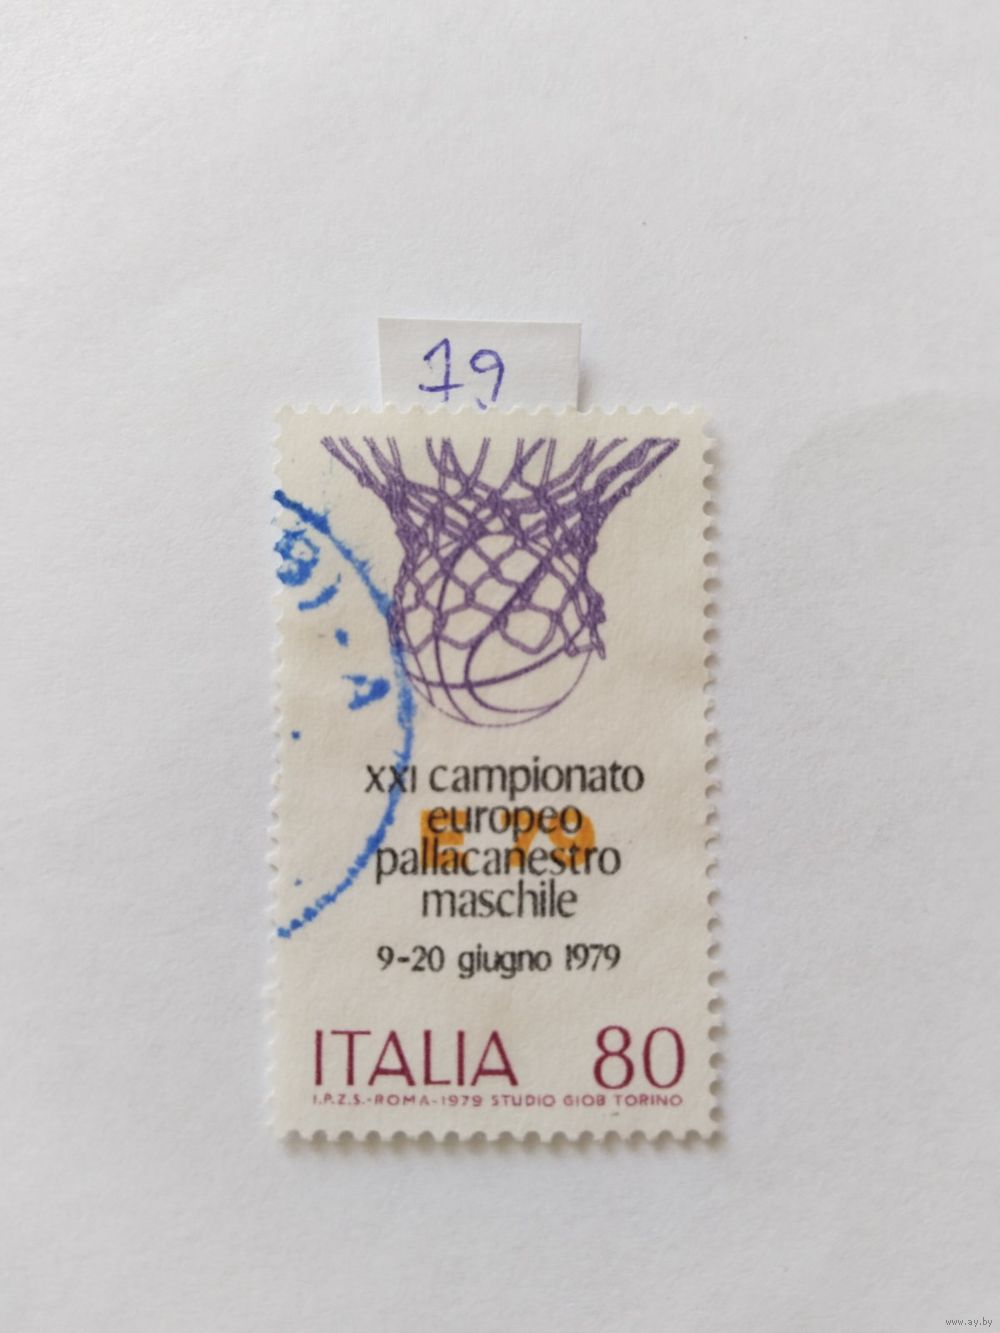 19
XXI campionato
europeo
E 79
pallacanestro
maschile
9-20 giugno 1979
ITALIA 80
I.P.Z.S.-ROMA-1979 STUDIO GIOB TORINO
A
www.ay.by